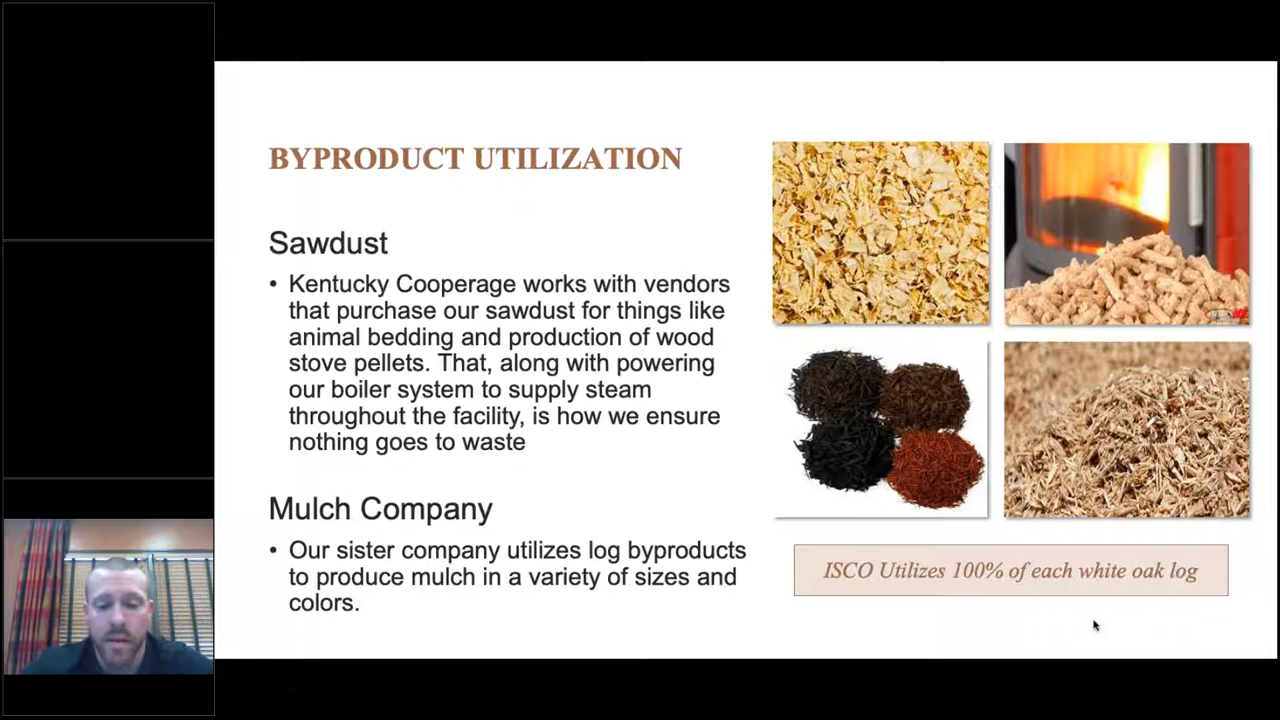 BYPRODUCT UTILIZATION
Sawdust
• Kentucky Cooperage works with vendors
that purchase our sawdust for things like
animal bedding and production of wood
stove pellets. That, along with powering
our boiler system to supply steam
throughout the facility, is how we ensure
nothing goes to waste
Mulch Company
• Our sister company utilizes log byproducts
to produce mulch in a variety of sizes and
colors.
ISCO Utilizes 100% of each white oak log